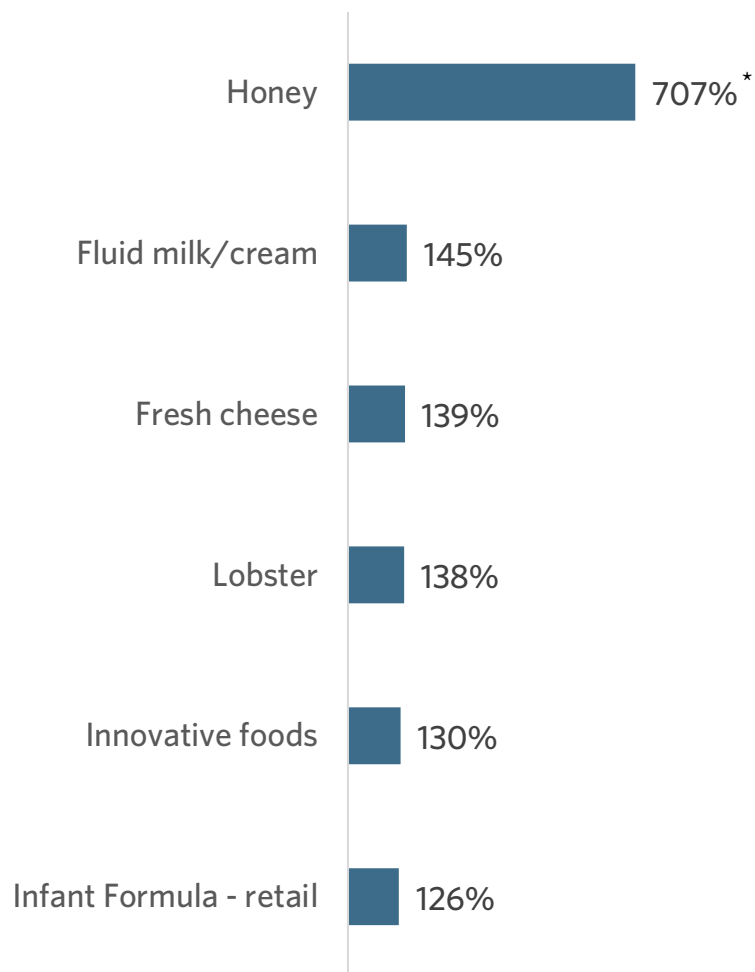 Honey 707%*
Fluid milk/cream 145%
Fresh cheese 139%
Lobster 138%
Innovative foods 130%
Infant Formula - retail 126%